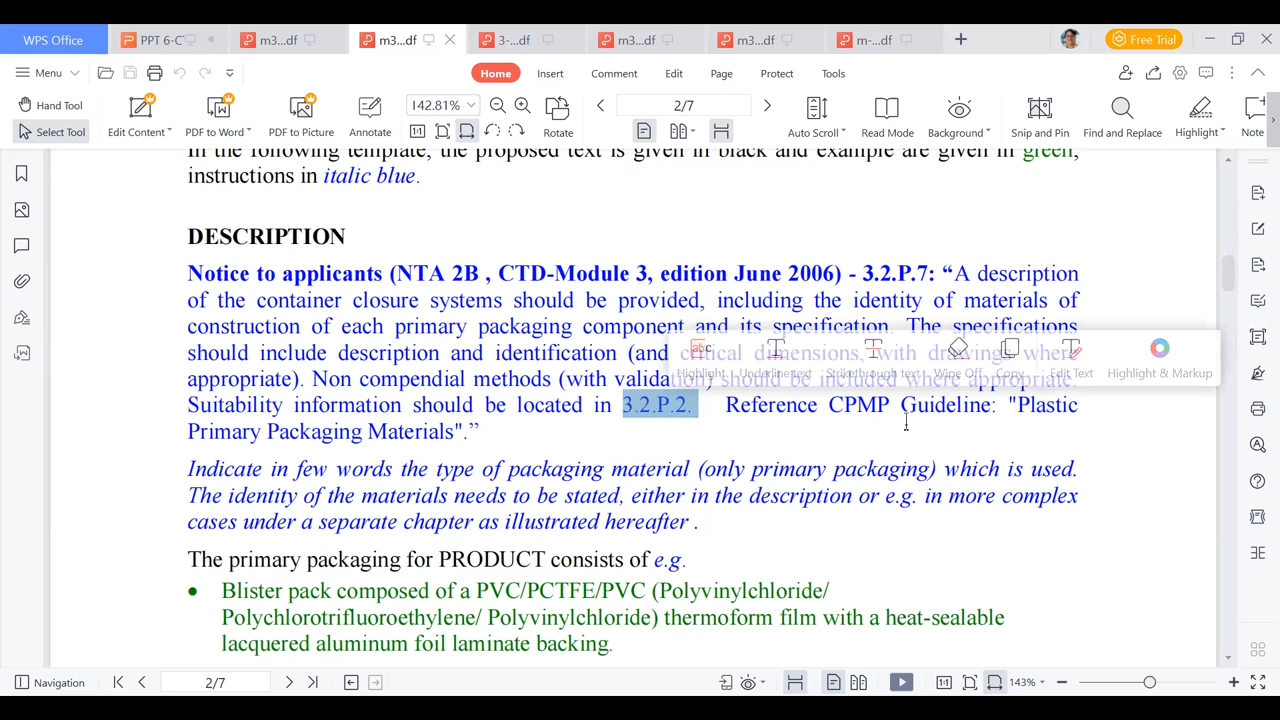 WPS Office
PPT 6-CT
m3...df
m3...df
3-...df
m3...df
m3...df
m-...df
Free Trial
Menu
Home
Insert
Comment
Edit
Page
Protect
Tools
Hand Tool
Select Tool
Edit Content
PDF to Word
PDF to Picture
Annotate
142.81%
Rotate
2/7
Auto Scroll
Read Mode
Background
Snip and Pin
Find and Replace
Highlight
Note
In the following template, the proposed text is given in black and example are given in green,
instructions in italic blue.
DESCRIPTION
Notice to applicants (NTA 2B , CTD-Module 3, edition June 2006) - 3.2.P.7: “A description
of the container closure systems should be provided, including the identity of materials of
construction of each primary packaging component and its specification. The specifications
should include description and identification (and critical dimensions, with drawings where
appropriate). Non compendial methods (with validation) should be included where appropriate.
Suitability information should be located in 3.2.P.2. Reference CPMP Guideline: "Plastic
Primary Packaging Materials".”
abc
Highlight
Underline text
Strikethrough text
Wipe Off
Copy
Edit Text
Highlight & Markup
Indicate in few words the type of packaging material (only primary packaging) which is used.
The identity of the materials needs to be stated, either in the description or e.g. in more complex
cases under a separate chapter as illustrated hereafter .
The primary packaging for PRODUCT consists of e.g.
• Blister pack composed of a PVC/PCTFE/PVC (Polyvinylchloride/
Polychlorotrifluoroethylene/ Polyvinylchloride) thermoform film with a heat-sealable
lacquered aluminum foil laminate backing.
Navigation
2/7
143%